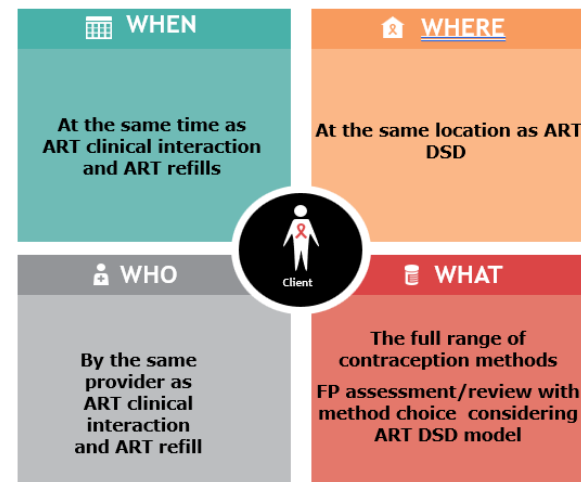 WHEN
At the same time as
ART clinical interaction
and ART refills
WHERE
At the same location as ART
DSD
Client
WHO
By the same
provider as
ART clinical
interaction
and ART refill
WHAT
The full range of
contraception methods
FP assessment/review with
method choice considering
ART DSD model